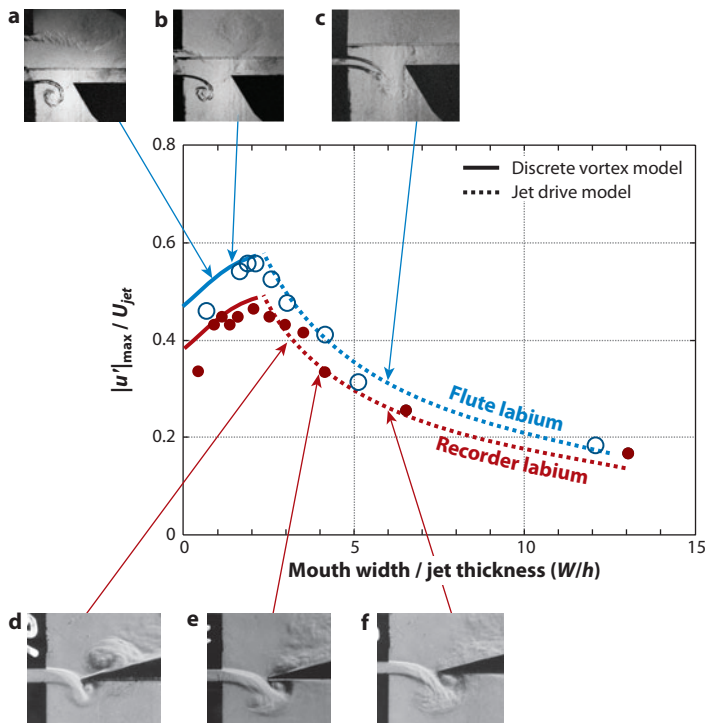 a
b
c
0.8
0.6
0.4
0.2
0
|u'|max / Ujet
Discrete vortex model
Jet drive model
Flute labium
Recorder labium
0
5
10
15
Mouth width / jet thickness (W/h)
d
e
f